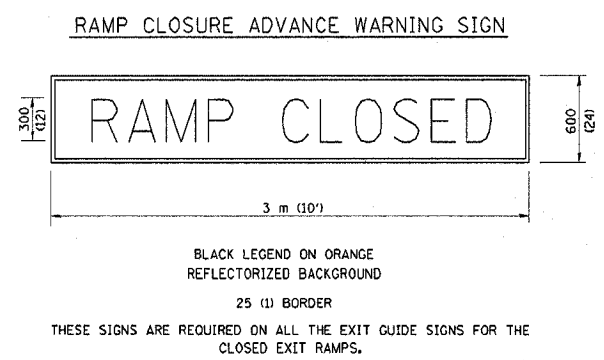 RAMP CLOSURE ADVANCE WARNING SIGN
300
(12)
RAMP CLOSED
600
(24)
3 m (10')
BLACK LEGEND ON ORANGE
REFLECTORIZED BACKGROUND
25 (1) BORDER
THESE SIGNS ARE REQUIRED ON ALL THE EXIT GUIDE SIGNS FOR THE
CLOSED EXIT RAMPS.